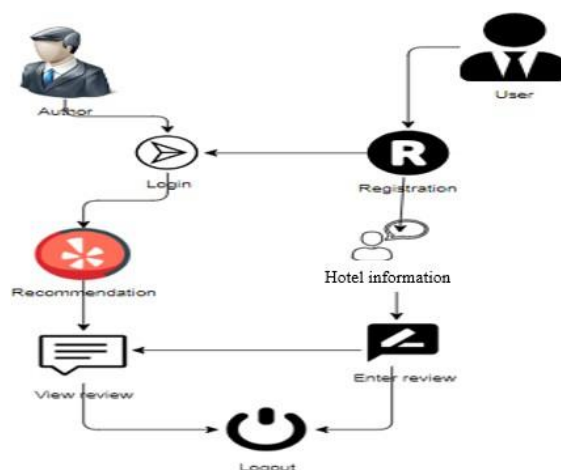 Author
User
Login
R
Registration
Hotel information
Recommendation
View review
Enter review
Logout